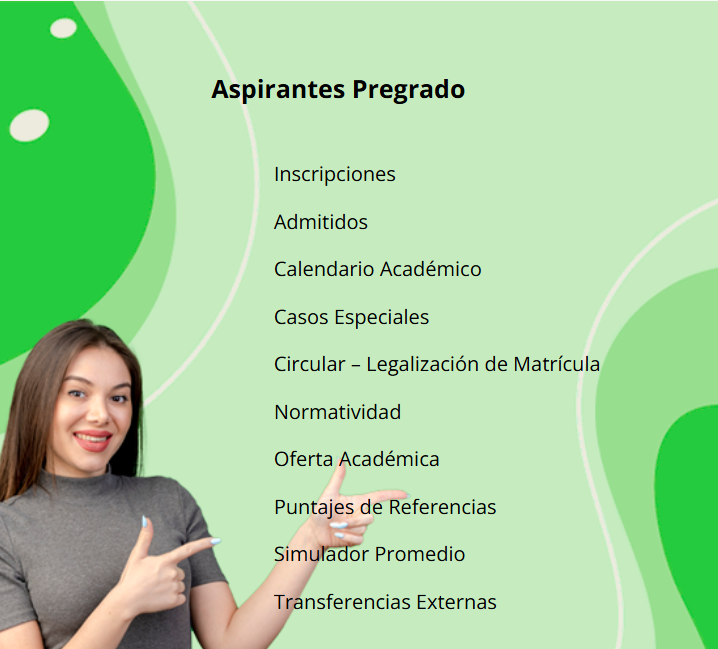 Aspirantes Pregrado
Inscripciones
Admitidos
Calendario Académico
Casos Especiales
Circular – Legalización de Matrícula
Normatividad
Oferta Académica
Puntajes de Referencias
Simulador Promedio
Transferencias Externas